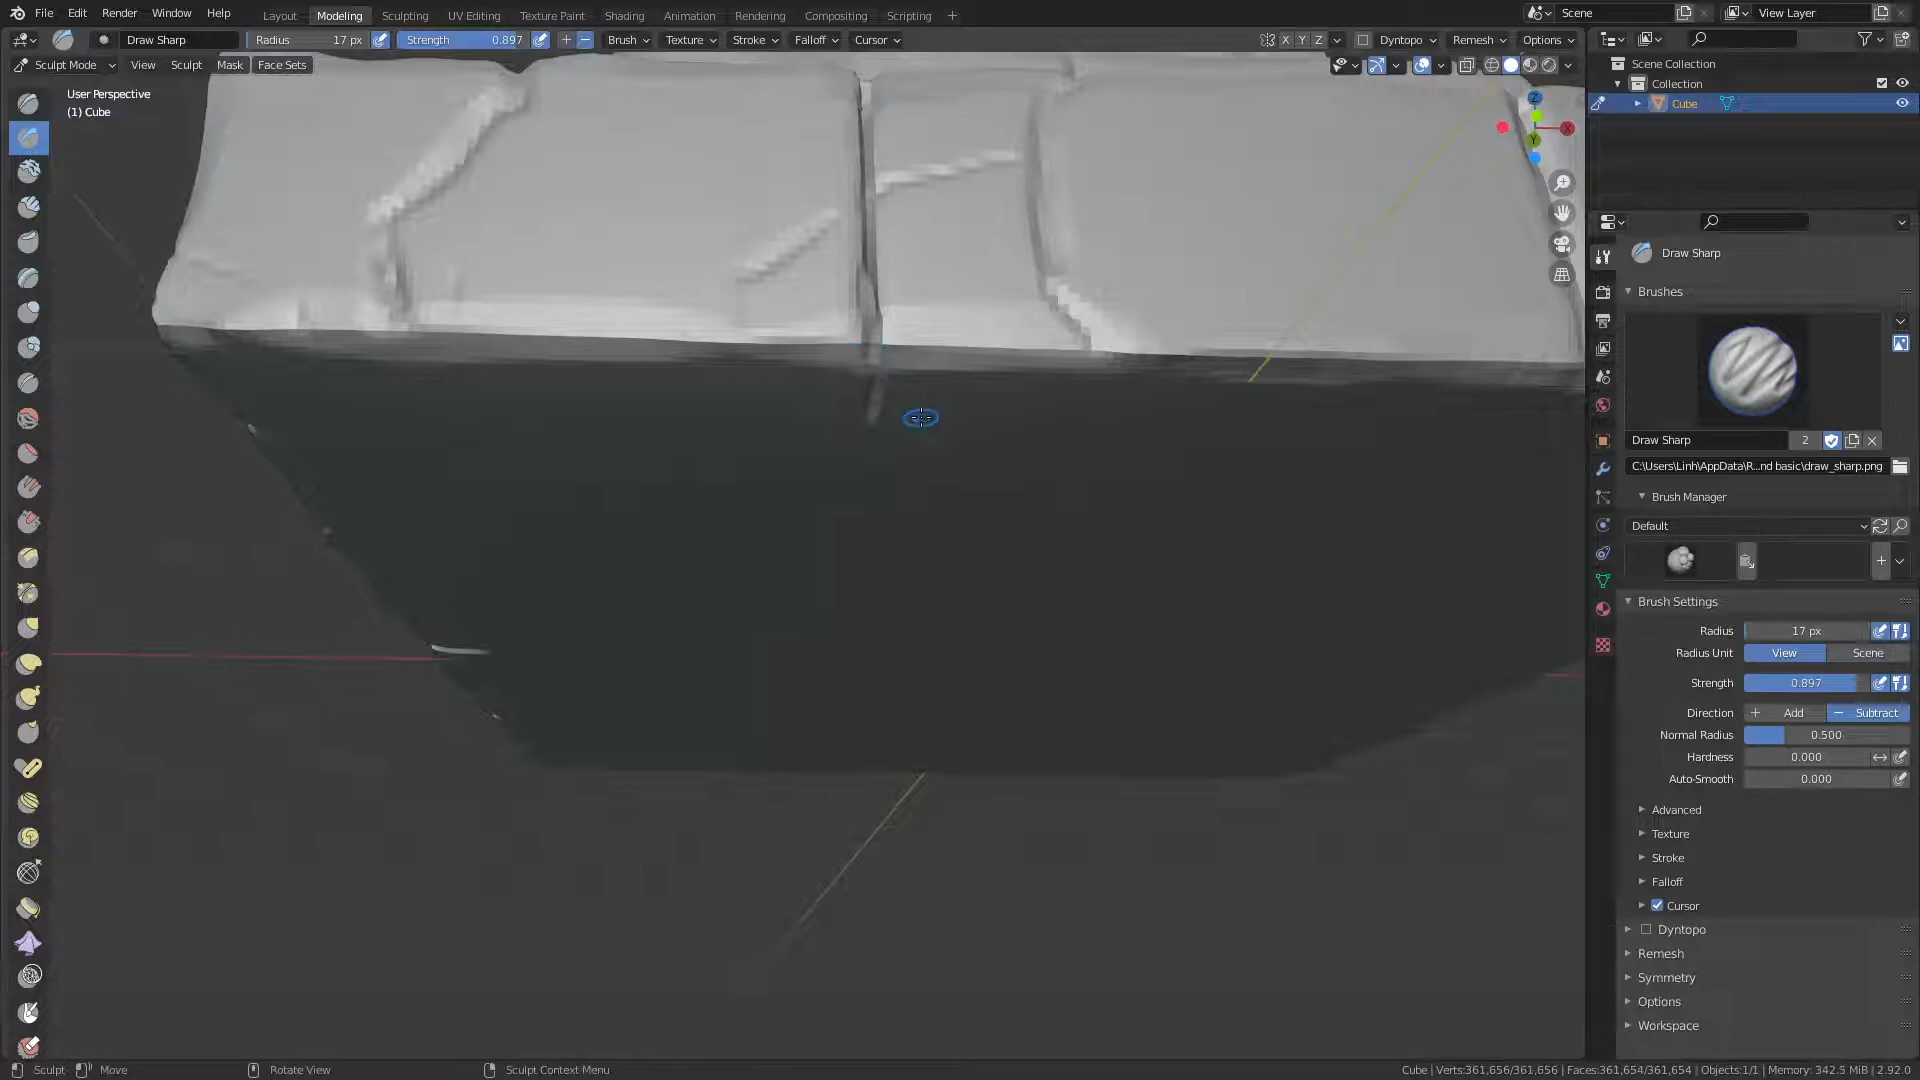 File Edit Render Window Help Layout Modeling Sculpting UV Editing Texture Paint Shading Animation Rendering Compositing Scripting + Scene View Layer
Draw Sharp Radius 17 px Strength 0.897 Brush Texture Stroke Falloff Cursor X Y Z Dyntopo Remesh Options
Sculpt Mode View Sculpt Mask Face Sets
User Perspective
(1) Cube
Z
X
Y
Scene Collection
Collection
Cube
Draw Sharp
Brushes
Draw Sharp 2
C:\Users\Linh\AppData\R...nd basic\draw_sharp.png
Brush Manager
Default
Brush Settings
Radius 17 px
Radius Unit View Scene
Strength 0.897
Direction Add Subtract
Normal Radius 0.500
Hardness 0.000
Auto-Smooth 0.000
Advanced
Texture
Stroke
Falloff
Cursor
Dyntopo
Remesh
Symmetry
Options
Workspace
Sculpt Move Rotate View Sculpt Context Menu Cube | Verts:361,656/361,656 | Faces:361,654/361,654 | Objects:1/1 | Memory: 342.5 MiB | 2.92.0